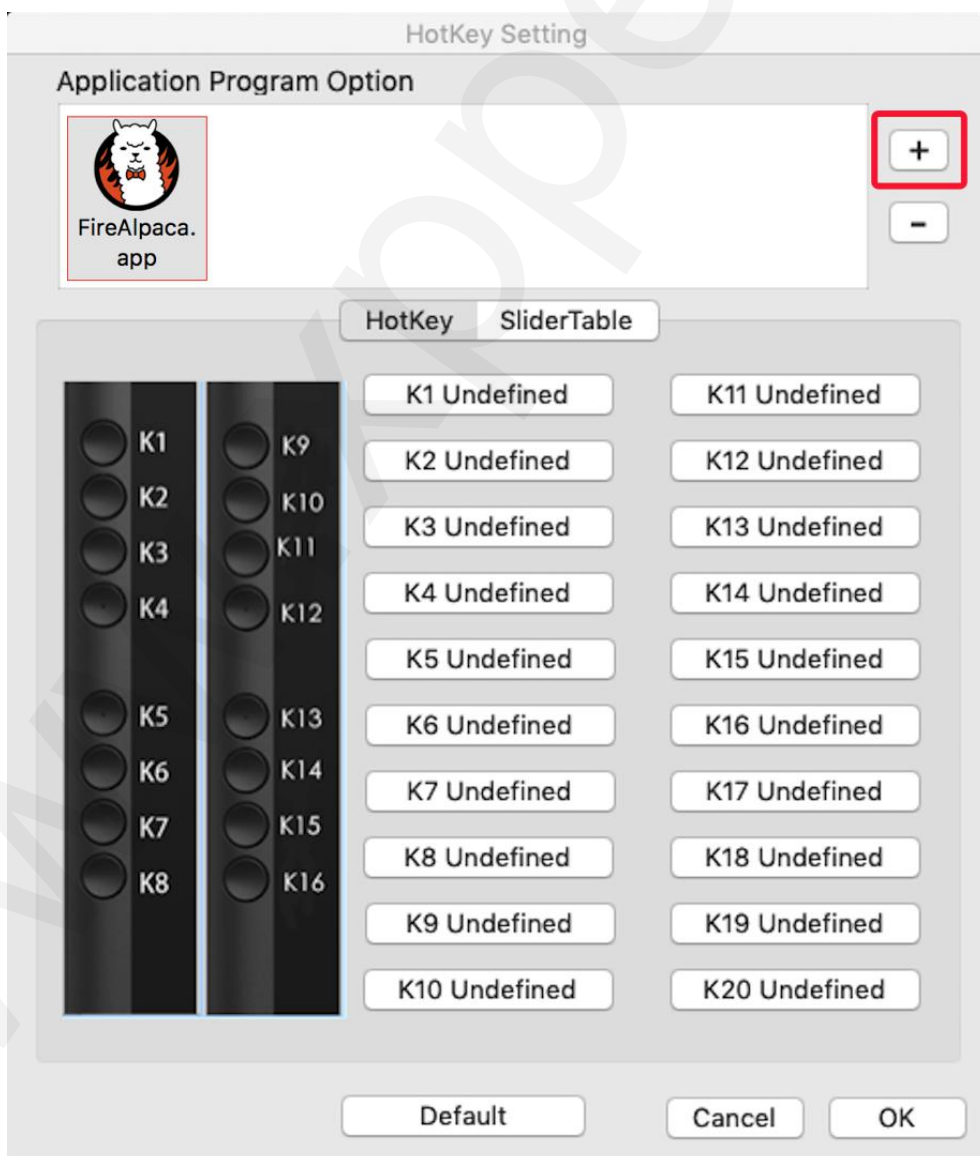 HotKey Setting
Application Program Option
+
FireAlpaca.
app
-
HotKey SliderTable
K1
K2
K3
K4
K5
K6
K7
K8
K9
K10
K11
K12
K13
K14
K15
K16
K1 Undefined
K2 Undefined
K3 Undefined
K4 Undefined
K5 Undefined
K6 Undefined
K7 Undefined
K8 Undefined
K9 Undefined
K10 Undefined
K11 Undefined
K12 Undefined
K13 Undefined
K14 Undefined
K15 Undefined
K16 Undefined
K17 Undefined
K18 Undefined
K19 Undefined
K20 Undefined
Default Cancel OK